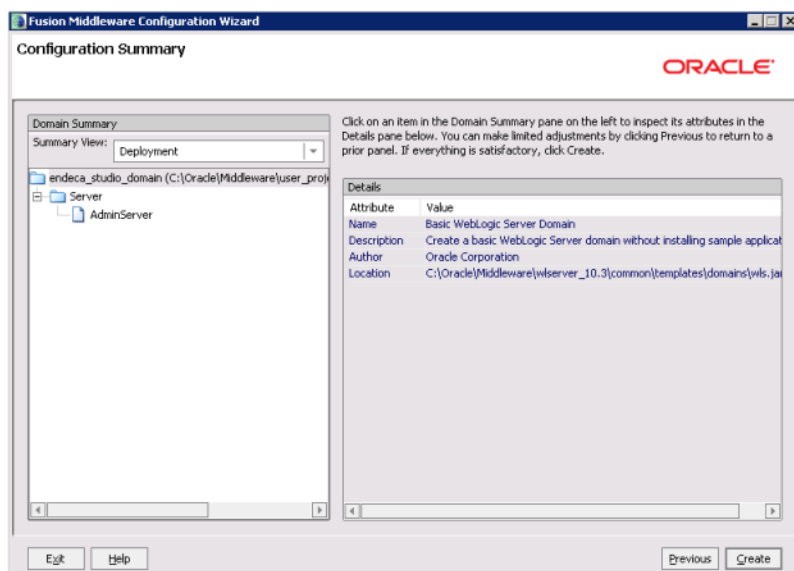 Fusion Middleware Configuration Wizard
Configuration Summary
ORACLE
Domain Summary
Summary View:
Deployment
endeca_studio_domain (C:\Oracle\Middleware\user_proj
Server
AdminServer
Click on an item in the Domain Summary pane on the left to inspect its attributes in the
Details pane below. You can make limited adjustments by clicking Previous to return to a
prior panel. If everything is satisfactory, click Create.
Details
Attribute Value
Name Basic WebLogic Server Domain
Description Create a basic WebLogic Server domain without installing sample applicat
Author Oracle Corporation
Location C:\Oracle\Middleware\wlserver_10.3\common\templates\domains\wls.jar
Exit Help Previous Create